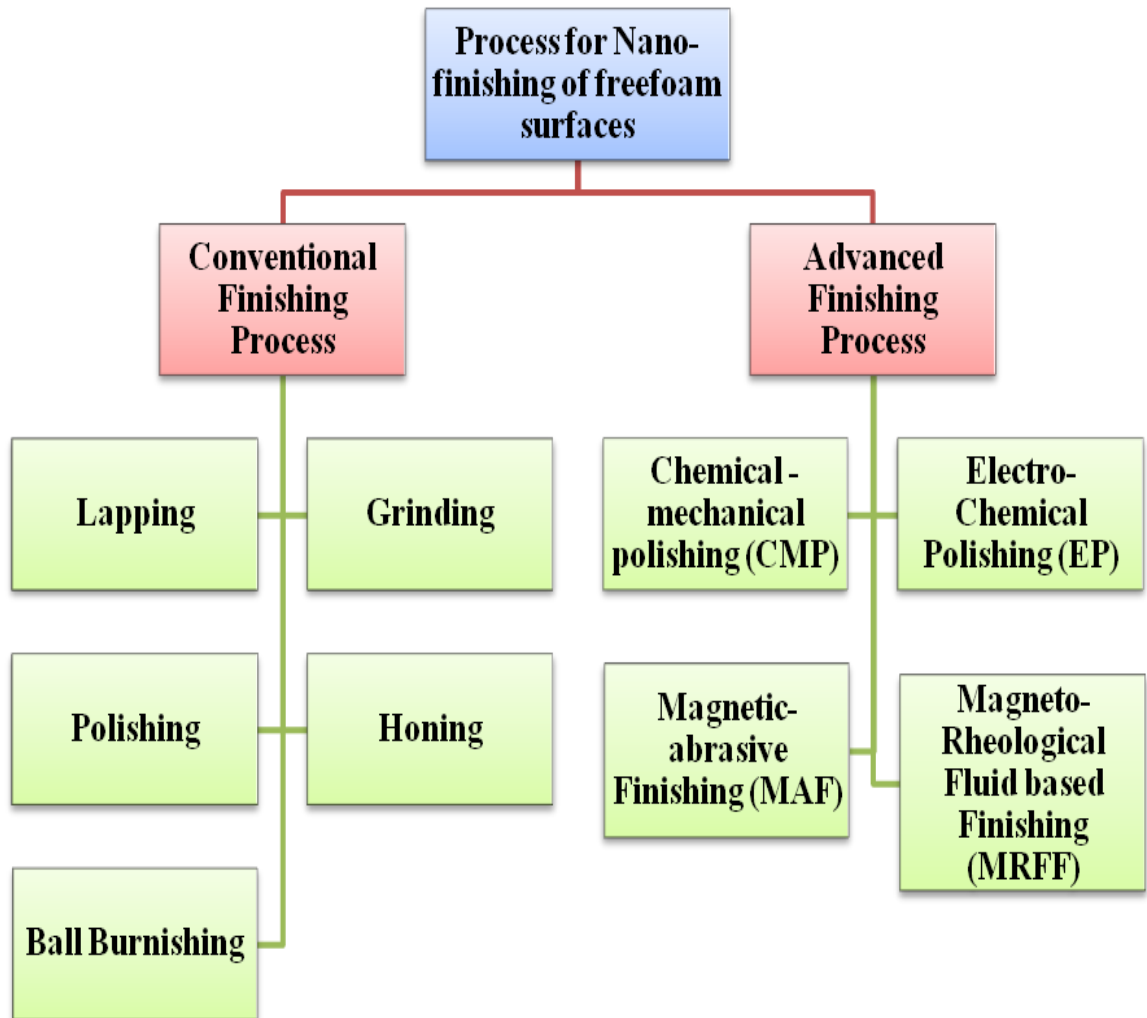 Process for Nano-
finishing of freefoam
surfaces
Conventional
Finishing
Process
Advanced
Finishing
Process
Lapping
Grinding
Chemical -
mechanical
polishing (CMP)
Electro-
Chemical
Polishing (EP)
Polishing
Honing
Magnetic-
abrasive
Finishing (MAF)
Magneto-
Rheological
Fluid based
Finishing
(MRFF)
Ball Burnishing